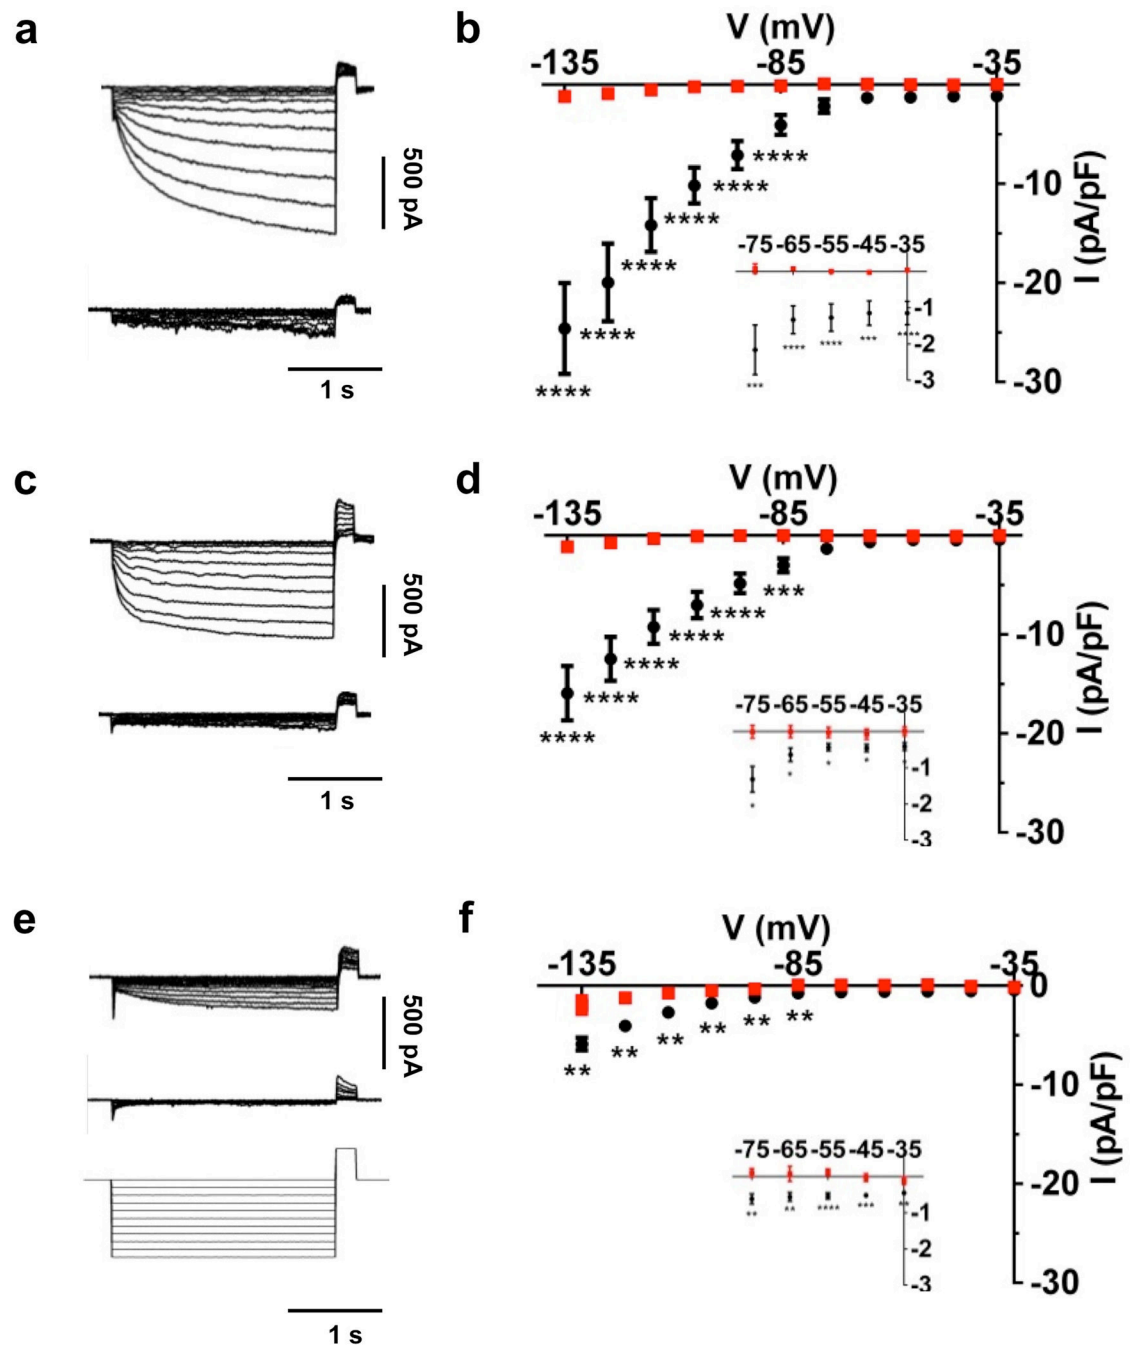 a
500 pA
1 s
b
V (mV)
-135 -85 -35
-10
-20
-30
I (pA/pF)
****
****
****
****
****
****
-75 -65 -55 -45 -35
-1
-2
-3
*** **** **** *** ****
c
500 pA
1 s
d
V (mV)
-135 -85 -35
-10
-20
-30
I (pA/pF)
***
****
****
****
****
****
-75 -65 -55 -45 -35
-1
-2
-3
* * * * *
e
500 pA
1 s
f
V (mV)
-135 -85 -35
0
-10
-20
-30
I (pA/pF)
** ** ** ** ** **
-75 -65 -55 -45 -35
-1
-2
-3
** ** **** *** **